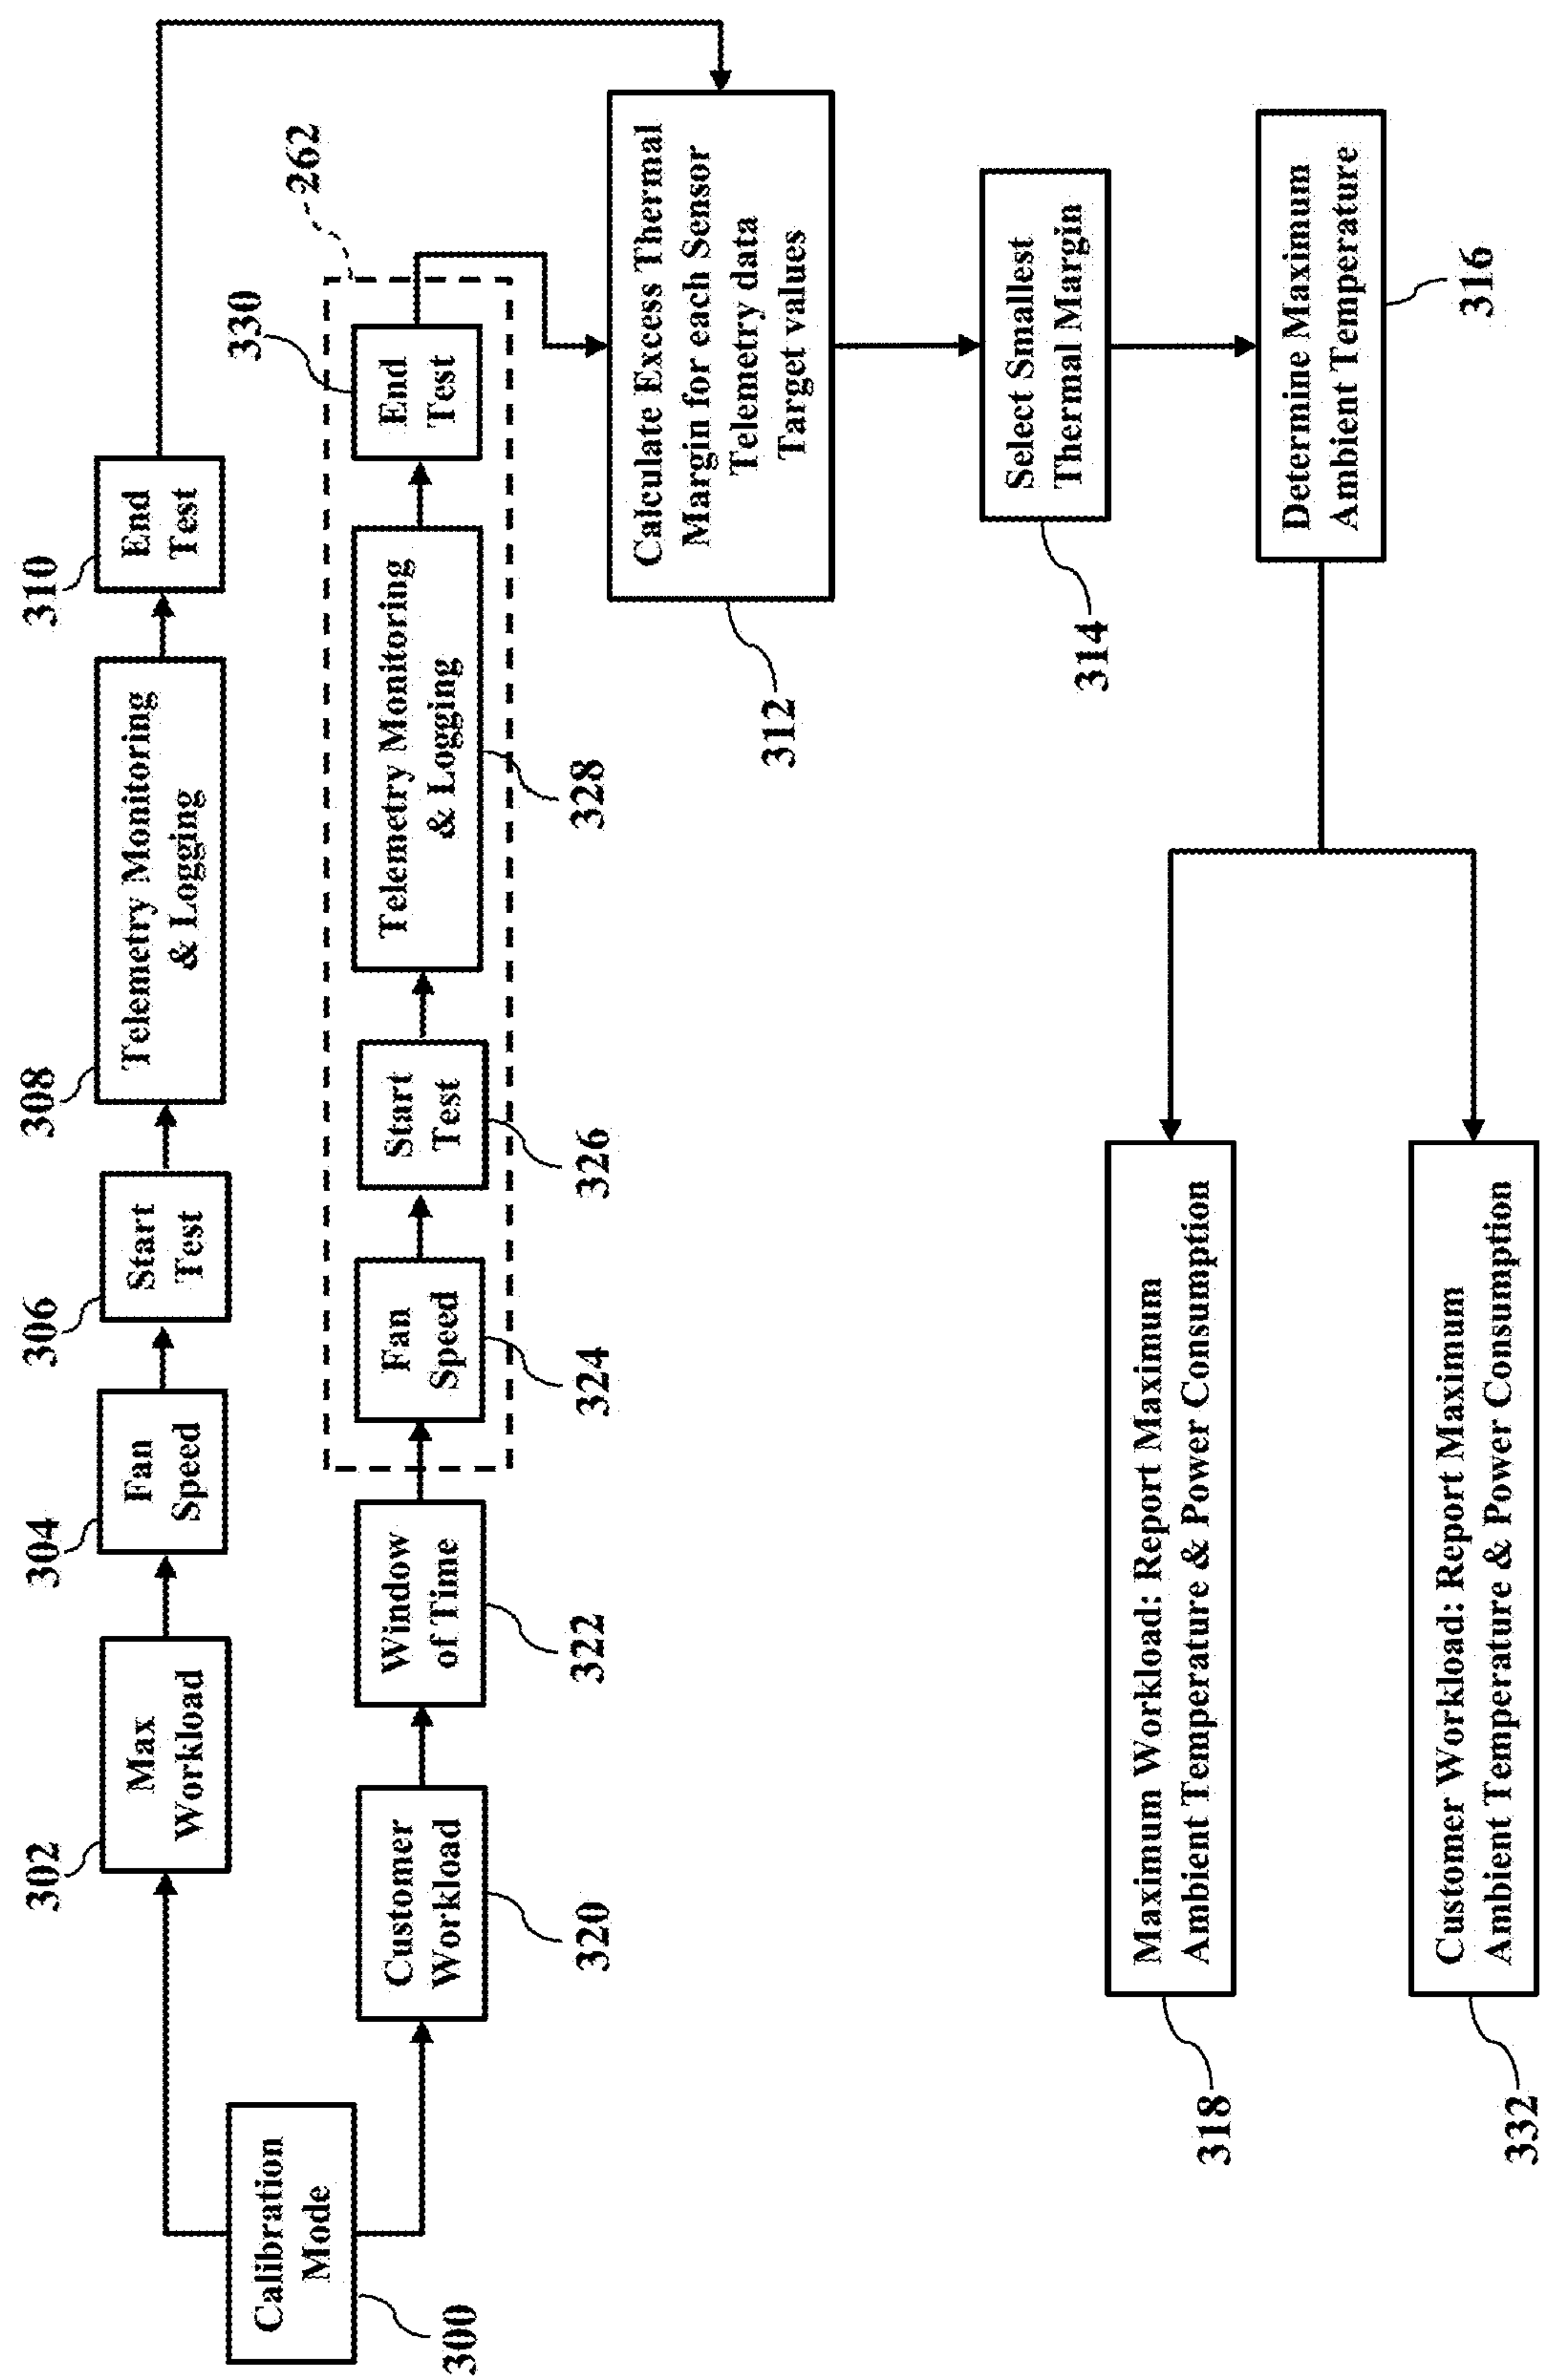 300
Calibration
Mode
302
Max
Workload
304
Fan
Speed
306
Start
Test
308
Telemetry Monitoring
& Logging
310
End
Test
320
Customer
Workload
322
Window
of Time
324
Fan
Speed
326
Start
Test
328
Telemetry Monitoring
& Logging
330
End
Test
262
312
Calculate Excess Thermal
Margin for each Sensor
Telemetry data
Target values
314
Select Smallest
Thermal Margin
316
Determine Maximum
Ambient Temperature
318
Maximum Workload: Report Maximum
Ambient Temperature & Power Consumption
332
Customer Workload: Report Maximum
Ambient Temperature & Power Consumption